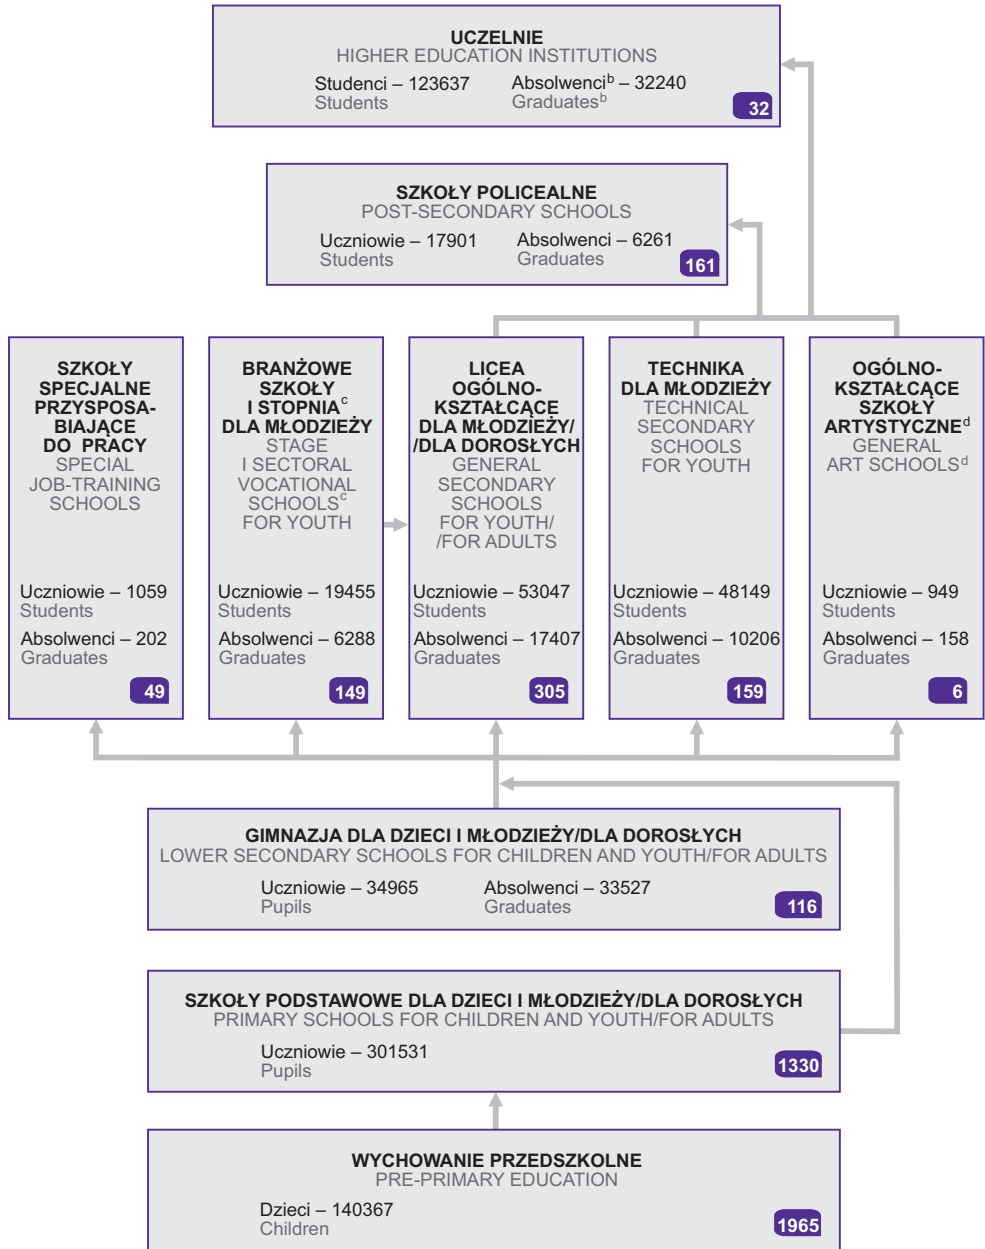 UCZELNIE
HIGHER EDUCATION INSTITUTIONS
Studenci – 123637 Absolwenciᵇ – 32240
Students Graduatesᵇ
32
SZKOŁY POLICEALNE
POST-SECONDARY SCHOOLS
Uczniowie – 17901 Absolwenci – 6261
Students Graduates
161
SZKOŁY
SPECJALNE
PRZYSPOSA-
BIAJĄCE
DO PRACY
SPECIAL
JOB-TRAINING
SCHOOLS
Uczniowie – 1059
Students
Absolwenci – 202
Graduates
49
BRANŻOWE
SZKOŁY
I STOPNIAᶜ
DLA MŁODZIEŻY
STAGE
I SECTORAL
VOCATIONAL
SCHOOLSᶜ
FOR YOUTH
Uczniowie – 19455
Students
Absolwenci – 6288
Graduates
149
LICEA
OGÓLNO-
KSZTAŁCĄCE
DLA MŁODZIEŻY/
/DLA DOROSŁYCH
GENERAL
SECONDARY
SCHOOLS
FOR YOUTH/
/FOR ADULTS
Uczniowie – 53047
Students
Absolwenci – 17407
Graduates
305
TECHNIKA
DLA MŁODZIEŻY
TECHNICAL
SECONDARY
SCHOOLS
FOR YOUTH
Uczniowie – 48149
Students
Absolwenci – 10206
Graduates
159
OGÓLNO-
KSZTAŁCĄCE
SZKOŁY
ARTYSTYCZNEᵈ
GENERAL
ART SCHOOLSᵈ
Uczniowie – 949
Students
Absolwenci – 158
Graduates
6
GIMNAZJA DLA DZIECI I MŁODZIEŻY/DLA DOROSŁYCH
LOWER SECONDARY SCHOOLS FOR CHILDREN AND YOUTH/FOR ADULTS
Uczniowie – 34965 Absolwenci – 33527
Pupils Graduates
116
SZKOŁY PODSTAWOWE DLA DZIECI I MŁODZIEŻY/DLA DOROSŁYCH
PRIMARY SCHOOLS FOR CHILDREN AND YOUTH/FOR ADULTS
Uczniowie – 301531
Pupils
1330
WYCHOWANIE PRZEDSZKOLNE
PRE-PRIMARY EDUCATION
Dzieci – 140367
Children
1965